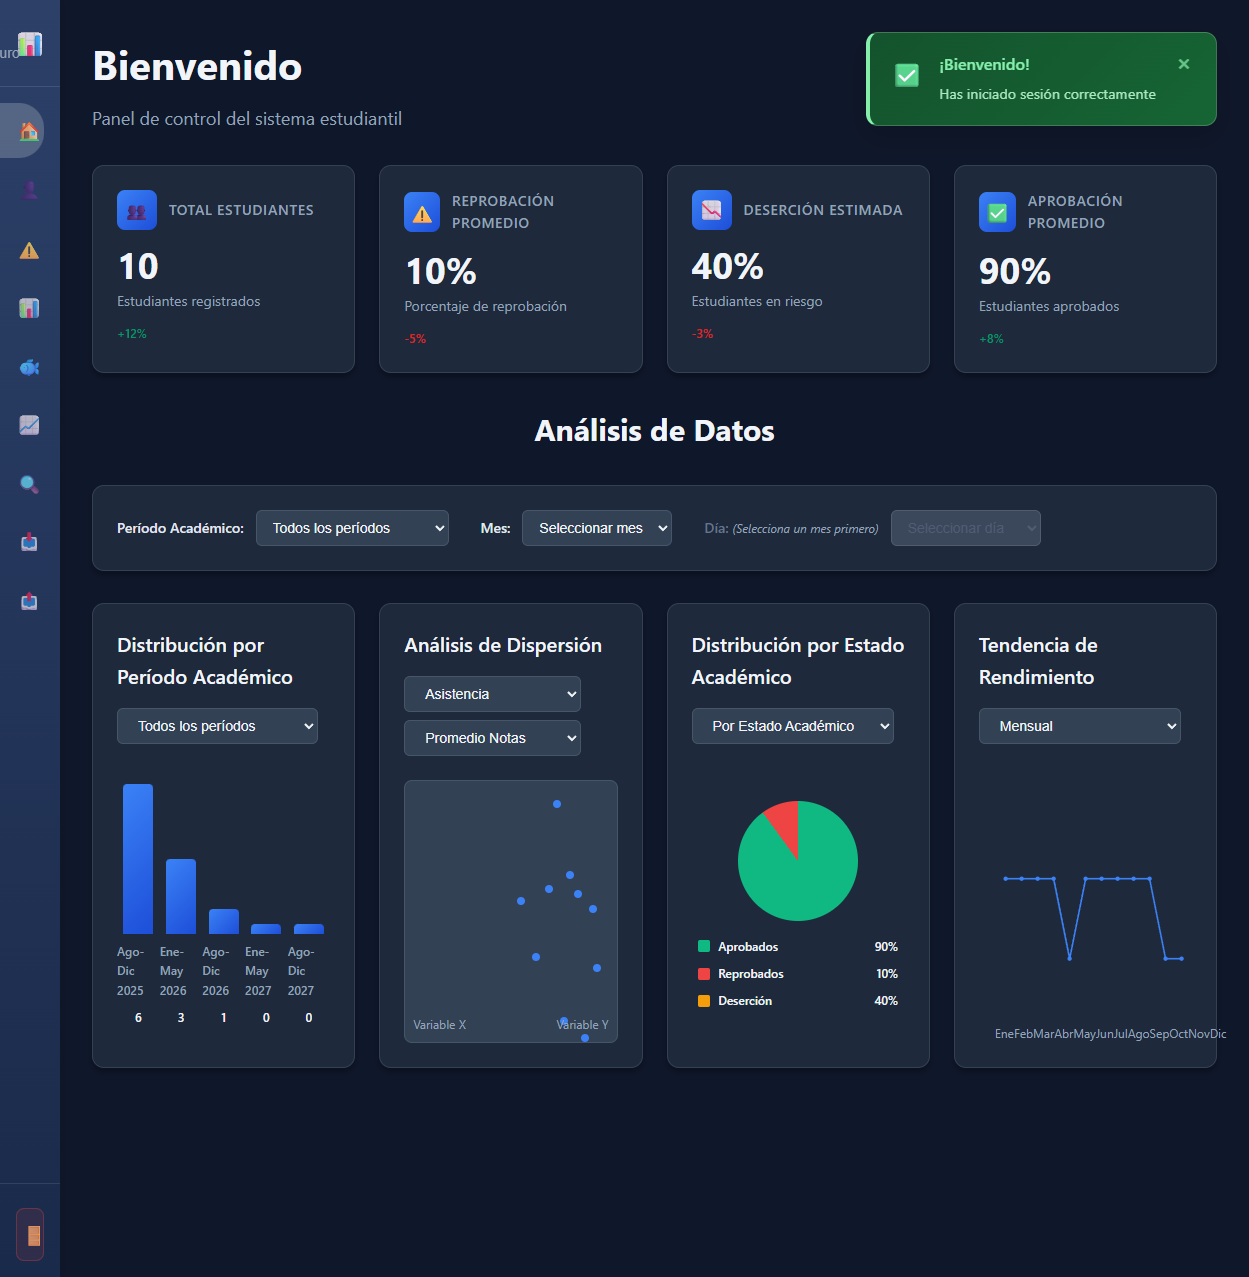 uro
Bienvenido
Panel de control del sistema estudiantil
¡Bienvenido!
×
Has iniciado sesión correctamente
TOTAL ESTUDIANTES
10
Estudiantes registrados
+12%
REPROBACIÓN
PROMEDIO
10%
Porcentaje de reprobación
-5%
DESERCIÓN ESTIMADA
40%
Estudiantes en riesgo
-3%
APROBACIÓN
PROMEDIO
90%
Estudiantes aprobados
+8%
Análisis de Datos
Período Académico: Todos los períodos Mes: Seleccionar mes Día: (Selecciona un mes primero) Seleccionar día
Distribución por
Período Académico
Todos los períodos
Ago-
Dic
2025
6
Ene-
May
2026
3
Ago-
Dic
2026
1
Ene-
May
2027
0
Ago-
Dic
2027
0
Análisis de Dispersión
Asistencia
Promedio Notas
Variable X
Variable Y
Distribución por Estado
Académico
Por Estado Académico
Aprobados 90%
Reprobados 10%
Deserción 40%
Tendencia de
Rendimiento
Mensual
EneFebMarAbrMayJunJulAgoSepOctNovDic